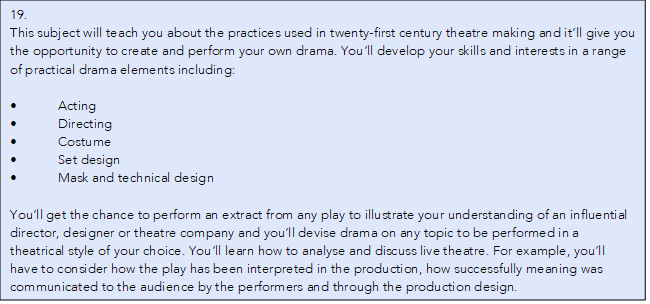 19.
This subject will teach you about the practices used in twenty-first century theatre making and it'll give you
the opportunity to create and perform your own drama. You'll develop your skills and interests in a range
of practical drama elements including:
• Acting
• Directing
• Costume
• Set design
• Mask and technical design
You'll get the chance to perform an extract from any play to illustrate your understanding of an influential
director, designer or theatre company and you'll devise drama on any topic to be performed in a
theatrical style of your choice. You'll learn how to analyse and discuss live theatre. For example, you'll
have to consider how the play has been interpreted in the production, how successfully meaning was
communicated to the audience by the performers and through the production design.